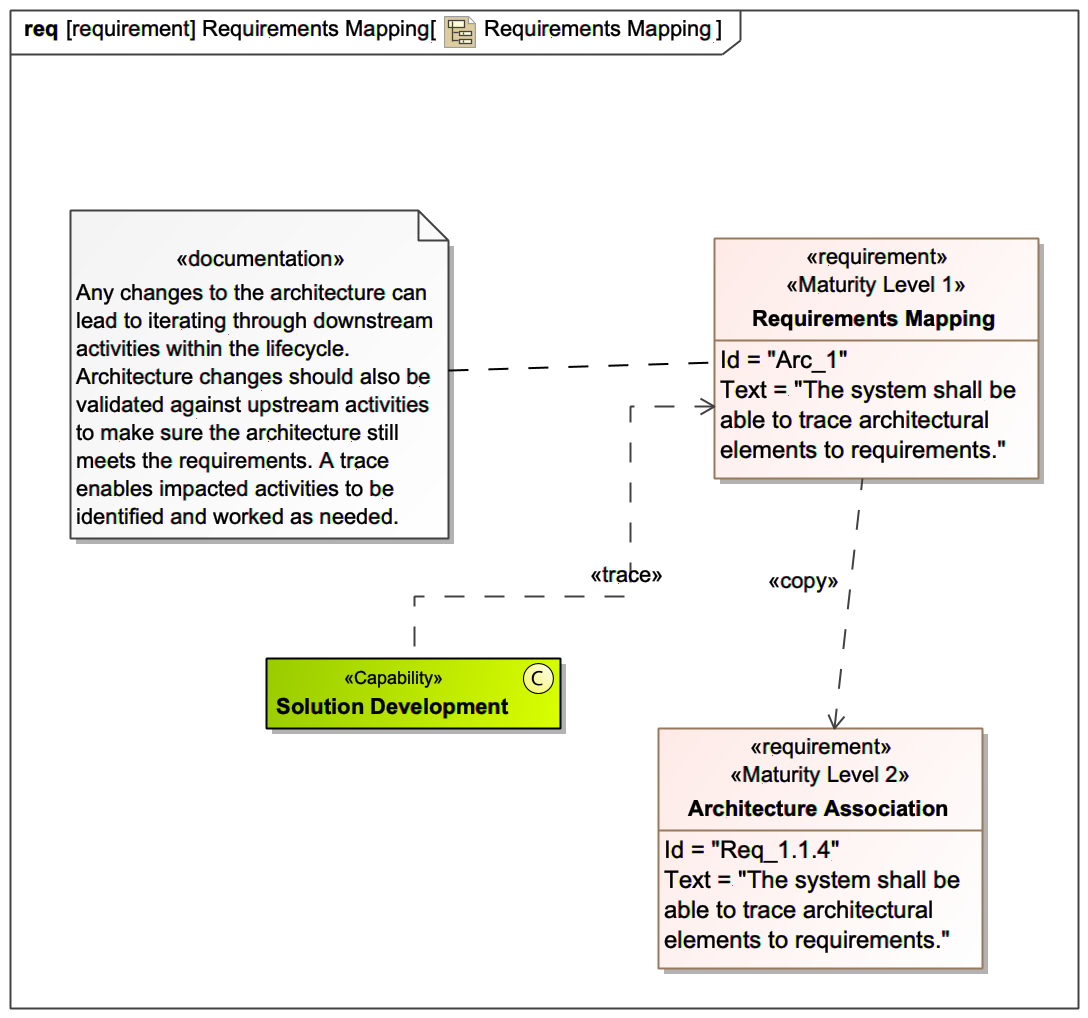 req [requirement] Requirements Mapping[ Requirements Mapping ]
«documentation»
Any changes to the architecture can
lead to iterating through downstream
activities within the lifecycle.
Architecture changes should also be
validated against upstream activities
to make sure the architecture still
meets the requirements. A trace
enables impacted activities to be
identified and worked as needed.
«requirement»
«Maturity Level 1»
Requirements Mapping
Id = "Arc_1"
Text = "The system shall be
able to trace architectural
elements to requirements."
«trace»
«copy»
«Capability»
C
Solution Development
«requirement»
«Maturity Level 2»
Architecture Association
Id = "Req_1.1.4"
Text = "The system shall be
able to trace architectural
elements to requirements."